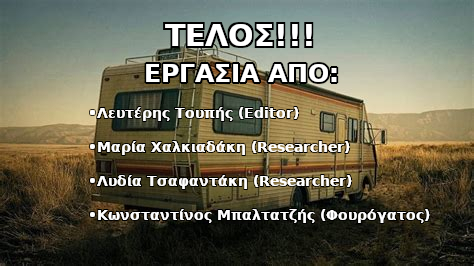 ΤΕΛΟΣ!!!
ΕΡΓΑΣΙΑ ΑΠΟ:
•Λευτέρης Τουπής (Editor)
•Μαρία Χαλκιαδάκη (Researcher)
•Λυδία Τσαφαντάκη (Researcher)
•Κωνσταντίνος Μπαλτατζής (Φουρόγατος)